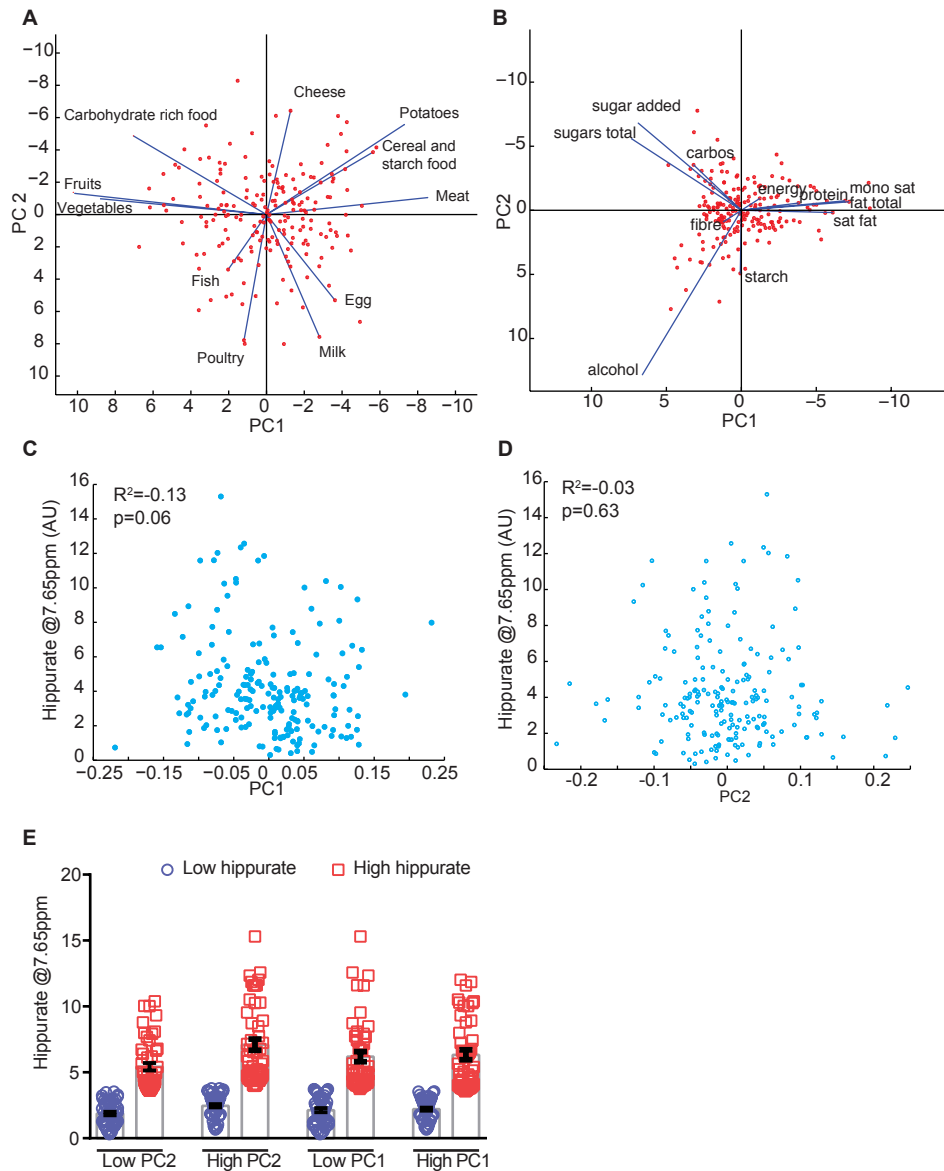 A
PC 2
−10
−8
−6
−4
−2
0
2
4
6
8
10
Cheese
Carbohydrate rich food
Potatoes
Cereal and
starch food
Fruits
Vegetables
Meat
Fish
Egg
Poultry
Milk
10 8 6 4 2 0 −2 −4 −6 −8 −10
PC1
B
PC2
-10
-5
0
5
10
sugar added
sugars total
carbos
energy
protein
mono sat
fat total
sat fat
fibre
starch
alcohol
10 5 0 -5 -10
PC1
C
R²=-0.13
p=0.06
Hippurate @7.65ppm (AU)
16
14
12
10
8
6
4
2
0
−0.25 −0.15 −0.05 0.05 0.15 0.25
PC1
D
R²=-0.03
p=0.63
Hippurate @7.65ppm (AU)
16
14
12
10
8
6
4
2
0
-0.2 -0.1 0 0.1 0.2
PC2
E
Low hippurate High hippurate
Hippurate @7.65ppm
20
15
10
5
0
Low PC2 High PC2 Low PC1 High PC1